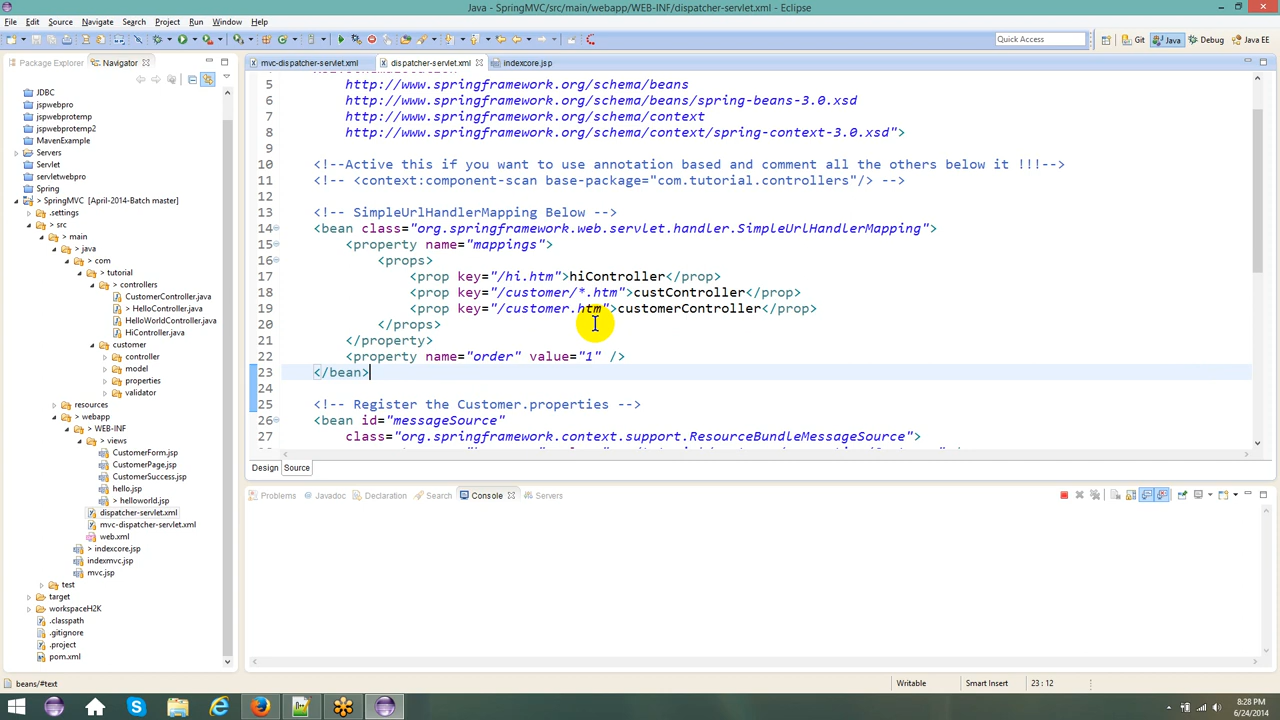 Java - SpringMVC/src/main/webapp/WEB-INF/dispatcher-servlet.xml - Eclipse
File Edit Source Navigate Search Project Run Window Help
Quick Access
Git
Java
Debug
Java EE
Package Explorer
Navigator
mvc-dispatcher-servlet.xml
dispatcher-servlet.xml
indexcore.jsp
JDBC
jspwebpro
jspwebprotemp
jspwebprotemp2
MavenExample
> Servers
Servlet
servletwebpro
Spring
> SpringMVC [April-2014-Batch master]
.settings
> src
> main
> java
> com
> tutorial
> controllers
CustomerController.java
> HelloController.java
HelloWorldController.java
HiController.java
> customer
> controller
> model
> properties
> validator
resources
> webapp
> WEB-INF
> views
CustomerForm.jsp
CustomerPage.jsp
CustomerSuccess.jsp
hello.jsp
> helloworld.jsp
dispatcher-servlet.xml
mvc-dispatcher-servlet.xml
web.xml
> indexcore.jsp
indexmvc.jsp
mvc.jsp
test
target
workspaceH2K
.classpath
.gitignore
.project
pom.xml
5 http://www.springframework.org/schema/beans
6 http://www.springframework.org/schema/beans/spring-beans-3.0.xsd
7 http://www.springframework.org/schema/context
8 http://www.springframework.org/schema/context/spring-context-3.0.xsd">
9
10 <!--Active this if you want to use annotation based and comment all the others below it !!!-->
11 <!-- <context:component-scan base-package="com.tutorial.controllers"/> -->
12
13 <!-- SimpleUrlHandlerMapping Below -->
14 <bean class="org.springframework.web.servlet.handler.SimpleUrlHandlerMapping">
15 <property name="mappings">
16 <props>
17 <prop key="/hi.htm">hiController</prop>
18 <prop key="/customer/*.htm">custController</prop>
19 <prop key="/customer.htm">customerController</prop>
20 </props>
21 </property>
22 <property name="order" value="1" />
23 </bean>
24
25 <!-- Register the Customer.properties -->
26 <bean id="messageSource"
27 class="org.springframework.context.support.ResourceBundleMessageSource">
Design
Source
Problems
Javadoc
Declaration
Search
Console
Servers
beans/#text
Writable
Smart Insert
23 : 12
8:28 PM
6/24/2014